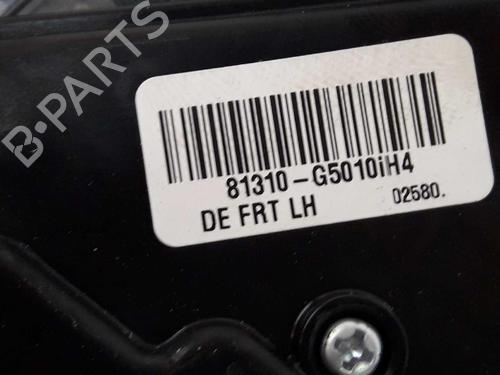 B-PARTS
81310-G5010iH4
DE FRT LH 02580.